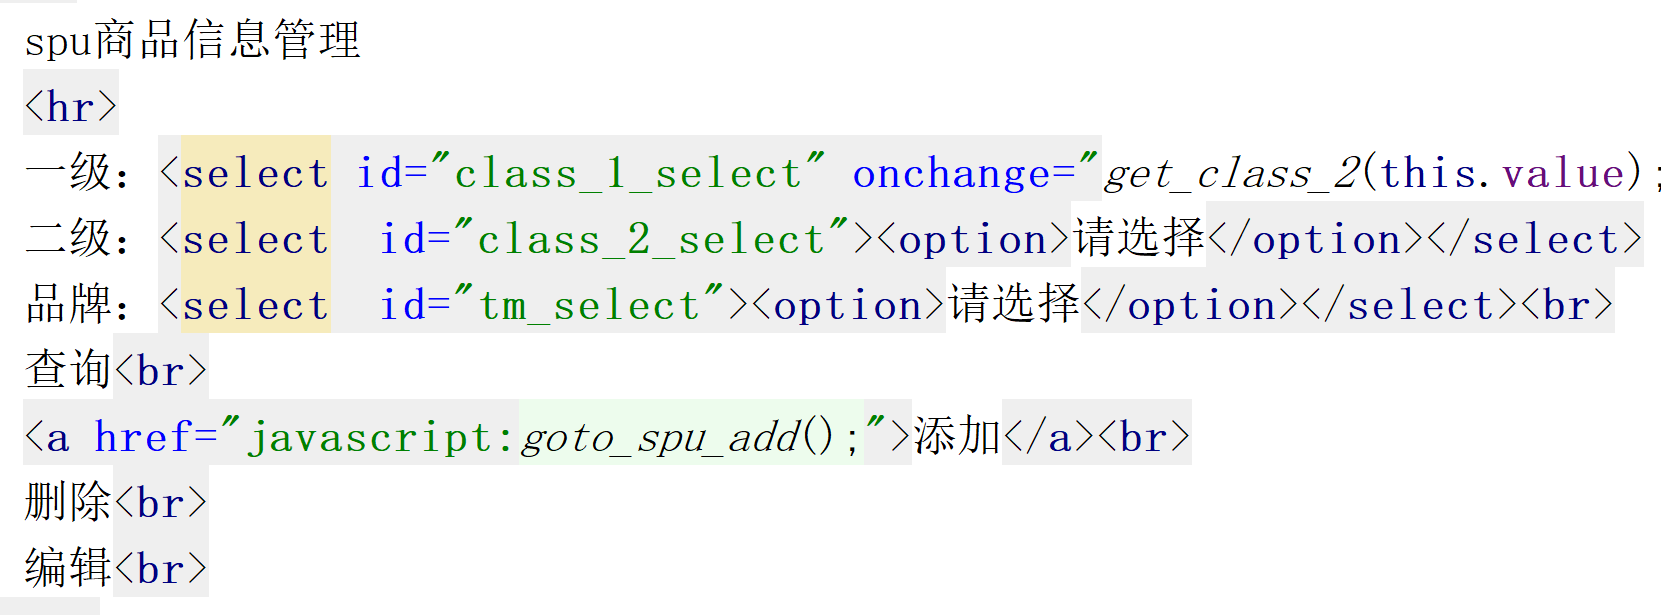 spu商品信息管理
<hr>
一级：<select id="class_1_select" onchange="get_class_2(this.value);
二级：<select  id="class_2_select"><option>请选择</option></select>
品牌：<select  id="tm_select"><option>请选择</option></select><br>
查询<br>
<a href="javascript:goto_spu_add();">添加</a><br>
删除<br>
编辑<br>